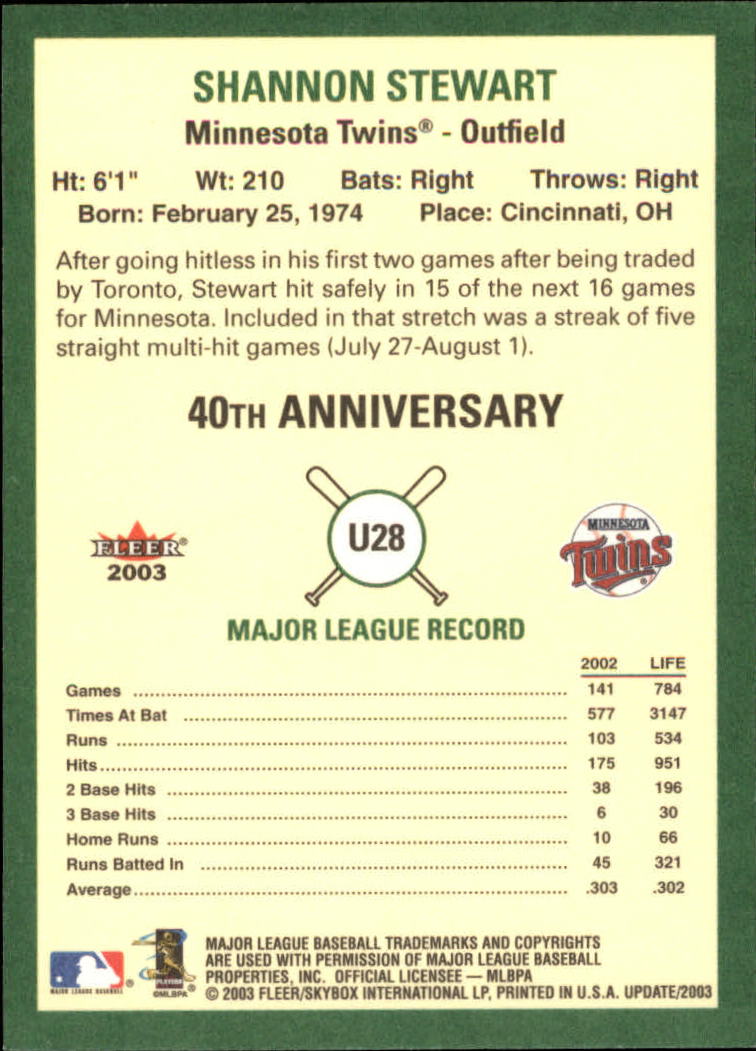 SHANNON STEWART
Minnesota Twins® - Outfield
Ht: 6'1" Wt: 210 Bats: Right Throws: Right
Born: February 25, 1974 Place: Cincinnati, OH
After going hitless in his first two games after being traded
by Toronto, Stewart hit safely in 15 of the next 16 games
for Minnesota. Included in that stretch was a streak of five
straight multi-hit games (July 27-August 1).
40TH ANNIVERSARY
FLEER®
2003
U28
MINNESOTA
Twins®
MAJOR LEAGUE RECORD
2002 LIFE
Games 141 784
Times At Bat 577 3147
Runs 103 534
Hits 175 951
2 Base Hits 38 196
3 Base Hits 6 30
Home Runs 10 66
Runs Batted In 45 321
Average .303 .302
MAJOR LEAGUE BASEBALL ®
PLAYERS ®
©MLBPA
MAJOR LEAGUE BASEBALL TRADEMARKS AND COPYRIGHTS
ARE USED WITH PERMISSION OF MAJOR LEAGUE BASEBALL
PROPERTIES, INC. OFFICIAL LICENSEE — MLBPA
© 2003 FLEER/SKYBOX INTERNATIONAL LP, PRINTED IN U.S.A. UPDATE/2003